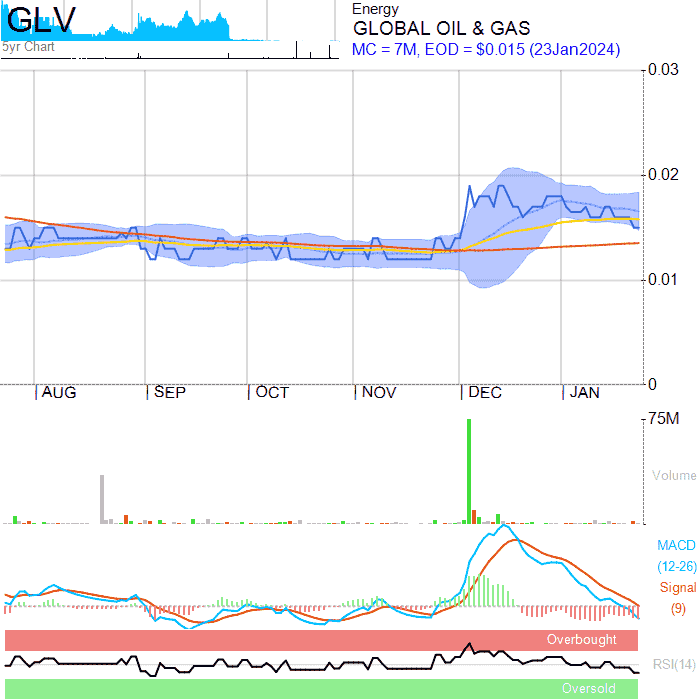 GLV
5yr Chart
Energy
GLOBAL OIL & GAS
MC = 7M, EOD = $0.015 (23Jan2024)
0.03
0.02
0.01
0
AUG SEP OCT NOV DEC JAN
75M
Volume
MACD
(12-26)
Signal
(9)
Overbought
RSI(14)
Oversold